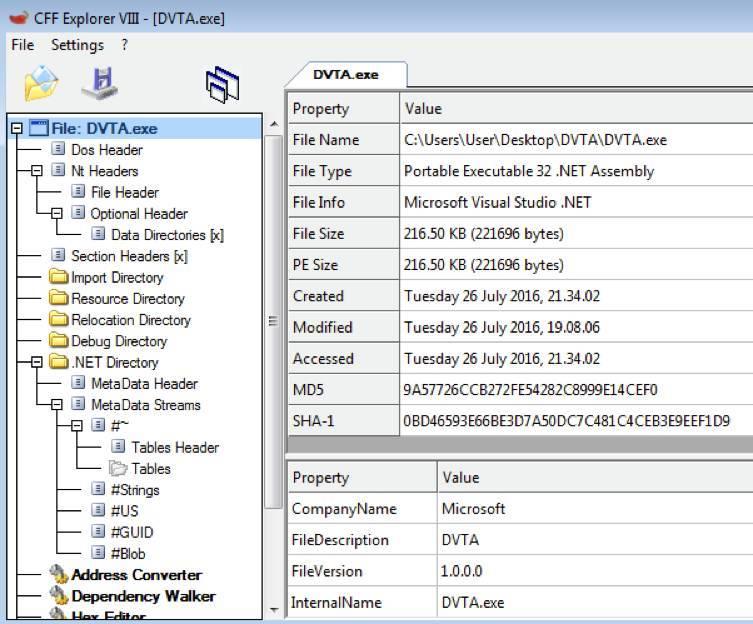 CFF Explorer VIII - [DVTA.exe]
File Settings ?
File: DVTA.exe
Dos Header
Nt Headers
File Header
Optional Header
Data Directories [x]
Section Headers [x]
Import Directory
Resource Directory
Relocation Directory
Debug Directory
.NET Directory
MetaData Header
MetaData Streams
#~
Tables Header
Tables
#Strings
#US
#GUID
#Blob
Address Converter
Dependency Walker
Hex Editor
DVTA.exe
Property Value
File Name C:\Users\User\Desktop\DVTA\DVTA.exe
File Type Portable Executable 32 .NET Assembly
File Info Microsoft Visual Studio .NET
File Size 216.50 KB (221696 bytes)
PE Size 216.50 KB (221696 bytes)
Created Tuesday 26 July 2016, 21.34.02
Modified Tuesday 26 July 2016, 19.08.06
Accessed Tuesday 26 July 2016, 21.34.02
MD5 9A57726CCB272FE54282C8999E14CEF0
SHA-1 0BD46593E66BE3D7A50DC7C481C4CEB3E9EEF1D9
Property Value
CompanyName Microsoft
FileDescription DVTA
FileVersion 1.0.0.0
InternalName DVTA.exe